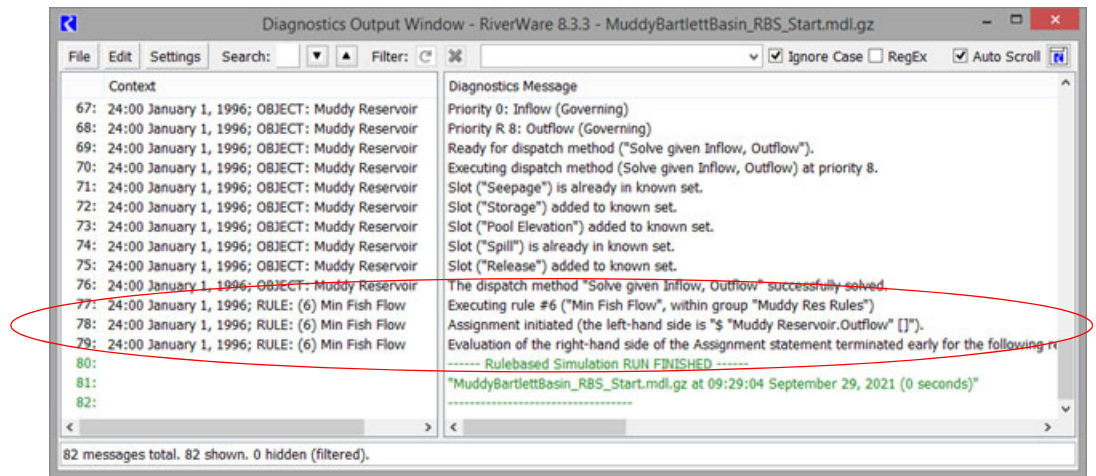 Diagnostics Output Window - RiverWare 8.3.3 - MuddyBartlettBasin_RBS_Start.mdl.gz
File Edit Settings Search: Filter: Ignore Case RegEx Auto Scroll
Context Diagnostics Message
67: 24:00 January 1, 1996; OBJECT: Muddy Reservoir Priority 0: Inflow (Governing)
68: 24:00 January 1, 1996; OBJECT: Muddy Reservoir Priority R 8: Outflow (Governing)
69: 24:00 January 1, 1996; OBJECT: Muddy Reservoir Ready for dispatch method ("Solve given Inflow, Outflow").
70: 24:00 January 1, 1996; OBJECT: Muddy Reservoir Executing dispatch method (Solve given Inflow, Outflow) at priority 8.
71: 24:00 January 1, 1996; OBJECT: Muddy Reservoir Slot ("Seepage") is already in known set.
72: 24:00 January 1, 1996; OBJECT: Muddy Reservoir Slot ("Storage") added to known set.
73: 24:00 January 1, 1996; OBJECT: Muddy Reservoir Slot ("Pool Elevation") added to known set.
74: 24:00 January 1, 1996; OBJECT: Muddy Reservoir Slot ("Spill") is already in known set.
75: 24:00 January 1, 1996; OBJECT: Muddy Reservoir Slot ("Release") added to known set.
76: 24:00 January 1, 1996; OBJECT: Muddy Reservoir The dispatch method "Solve given Inflow, Outflow" successfully solved.
77: 24:00 January 1, 1996; RULE: (6) Min Fish Flow Executing rule #6 ("Min Fish Flow", within group "Muddy Res Rules")
78: 24:00 January 1, 1996; RULE: (6) Min Fish Flow Assignment initiated (the left-hand side is "$ "Muddy Reservoir.Outflow" []").
79: 24:00 January 1, 1996; RULE: (6) Min Fish Flow Evaluation of the right-hand side of the Assignment statement terminated early for the following re
80: ------ Rulebased Simulation RUN FINISHED ------
81: "MuddyBartlettBasin_RBS_Start.mdl.gz at 09:29:04 September 29, 2021 (0 seconds)"
82: ----------------------------------
82 messages total. 82 shown. 0 hidden (filtered).